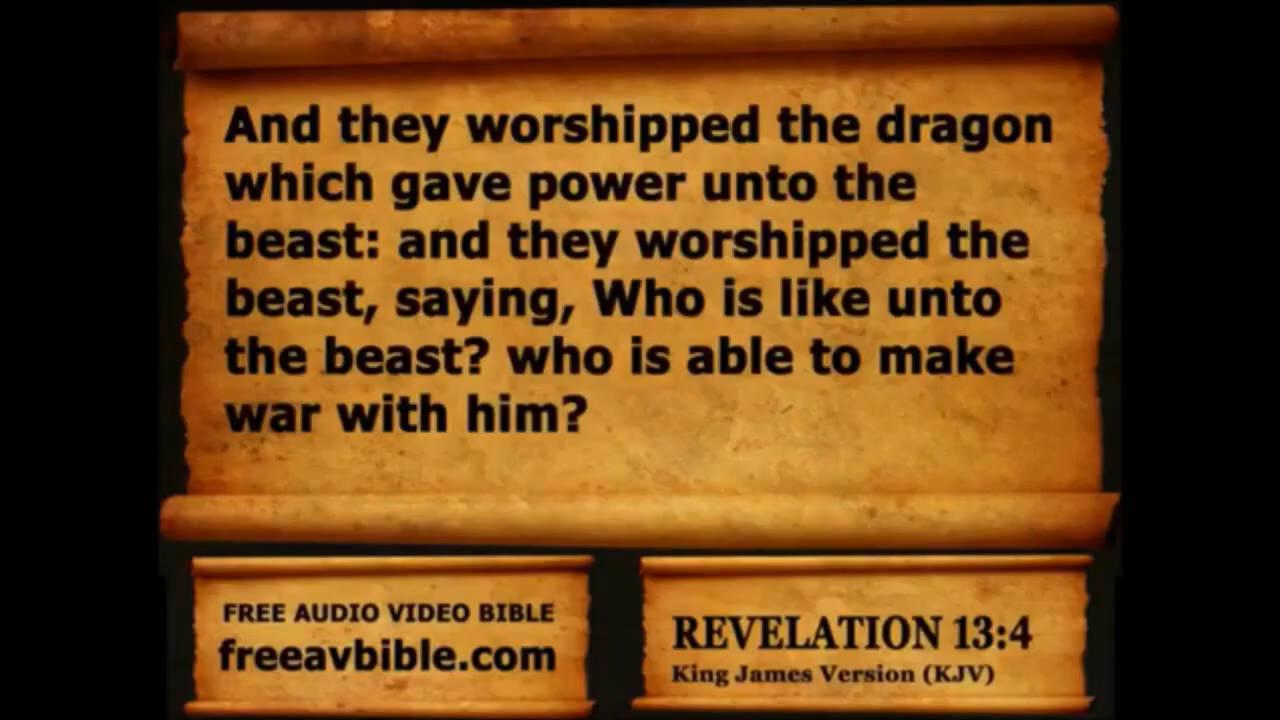 And they worshipped the dragon
which gave power unto the
beast: and they worshipped the
beast, saying, Who is like unto
the beast? who is able to make
war with him?
FREE AUDIO VIDEO BIBLE
freeavbible.com
REVELATION 13:4
King James Version (KJV)